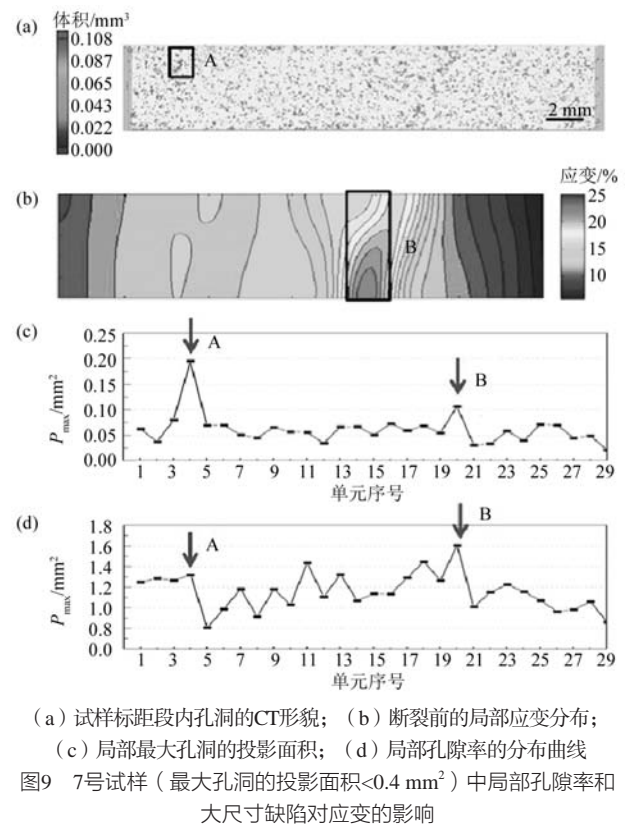 (a)
体积/mm³
0.108
0.087
0.065
0.043
0.022
0.000
A
2 mm
(b)
应变/%
25
20
15
10
B
(c)
P_max/mm²
0.25
0.20
0.15
0.10
0.05
0.00
A
B
1 3 5 7 9 11 13 15 17 19 21 23 25 27 29
单元序号
(d)
P_max/mm²
1.8
1.6
1.4
1.2
1.0
0.8
0.0
A
B
1 3 5 7 9 11 13 15 17 19 21 23 25 27 29
单元序号
（a）试样标距段内孔洞的CT形貌；（b）断裂前的局部应变分布；
（c）局部最大孔洞的投影面积；（d）局部孔隙率的分布曲线
图9 7号试样（最大孔洞的投影面积<0.4 mm²）中局部孔隙率和
大尺寸缺陷对应变的影响